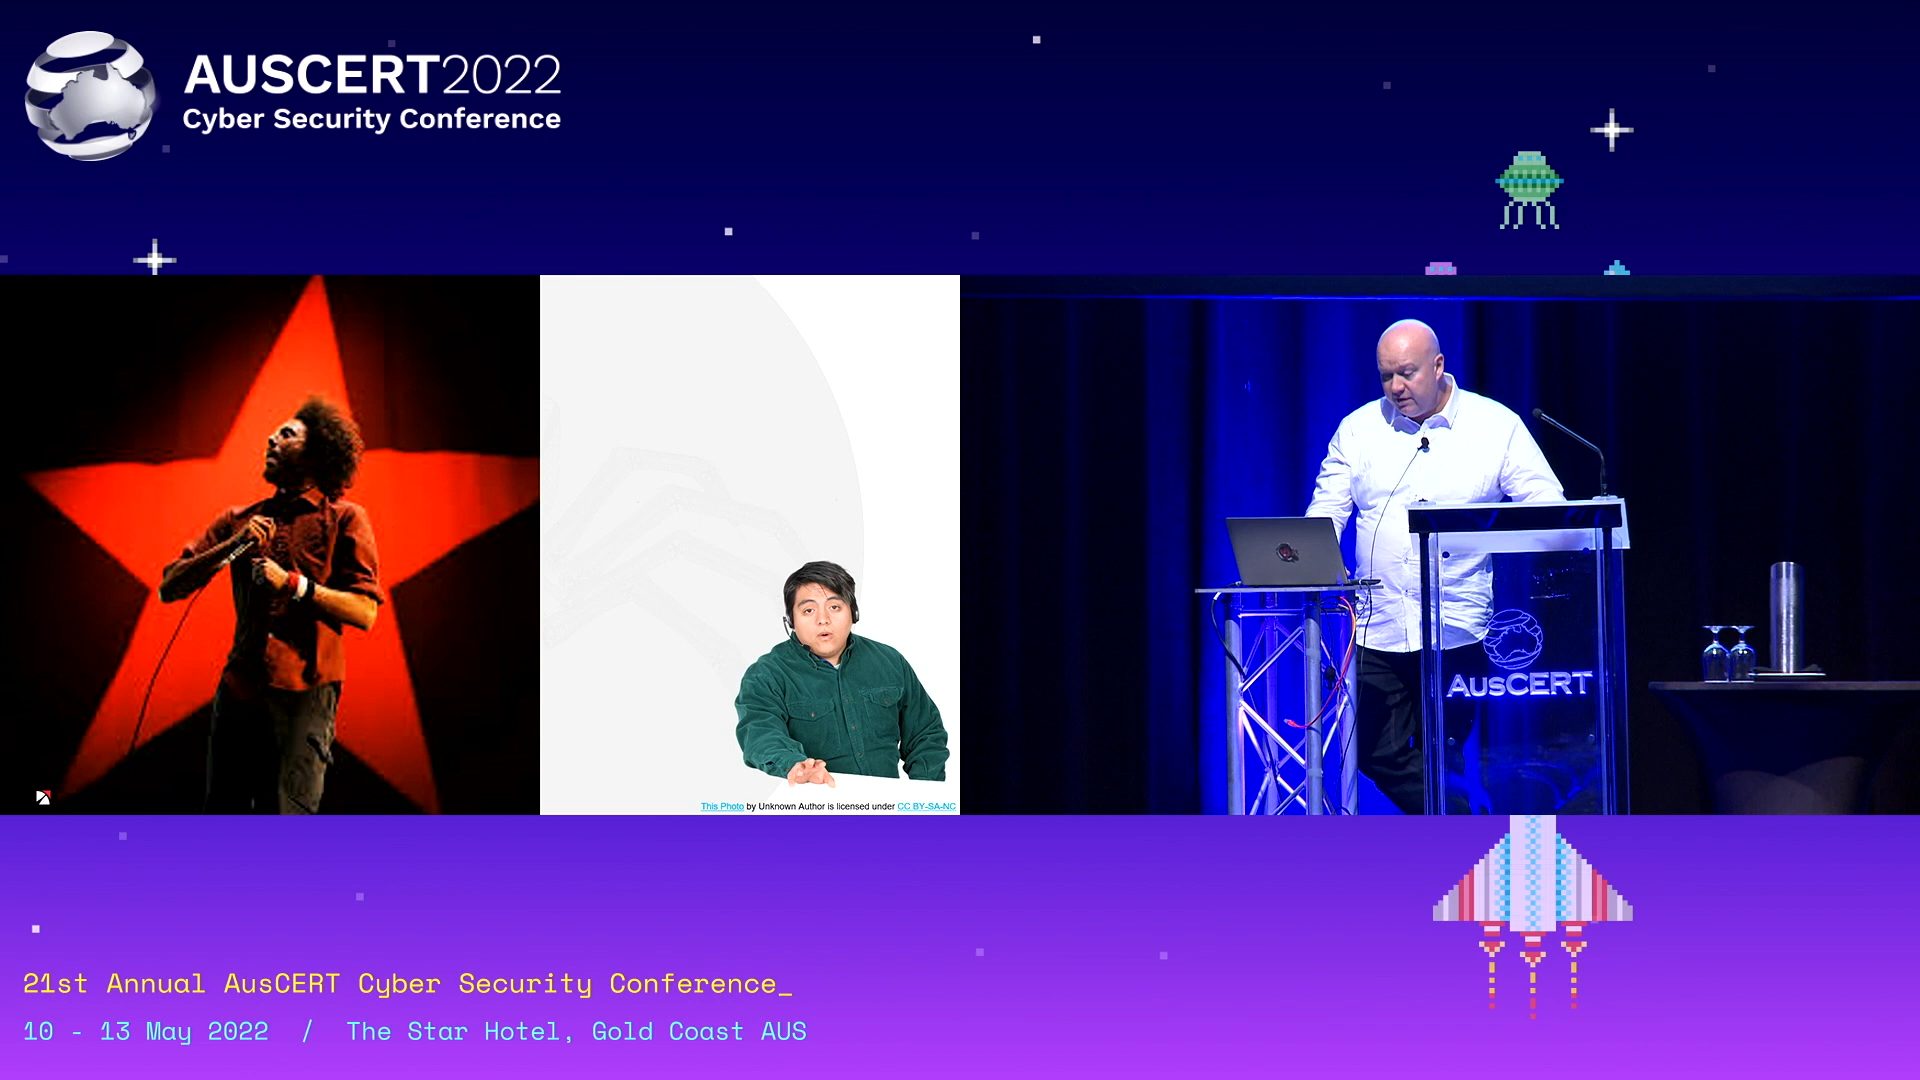 AUSCERT2022
Cyber Security Conference
This Photo by Unknown Author is licensed under CC BY-SA-NC
AUSCERT
21st Annual AusCERT Cyber Security Conference_
10 - 13 May 2022 / The Star Hotel, Gold Coast AUS